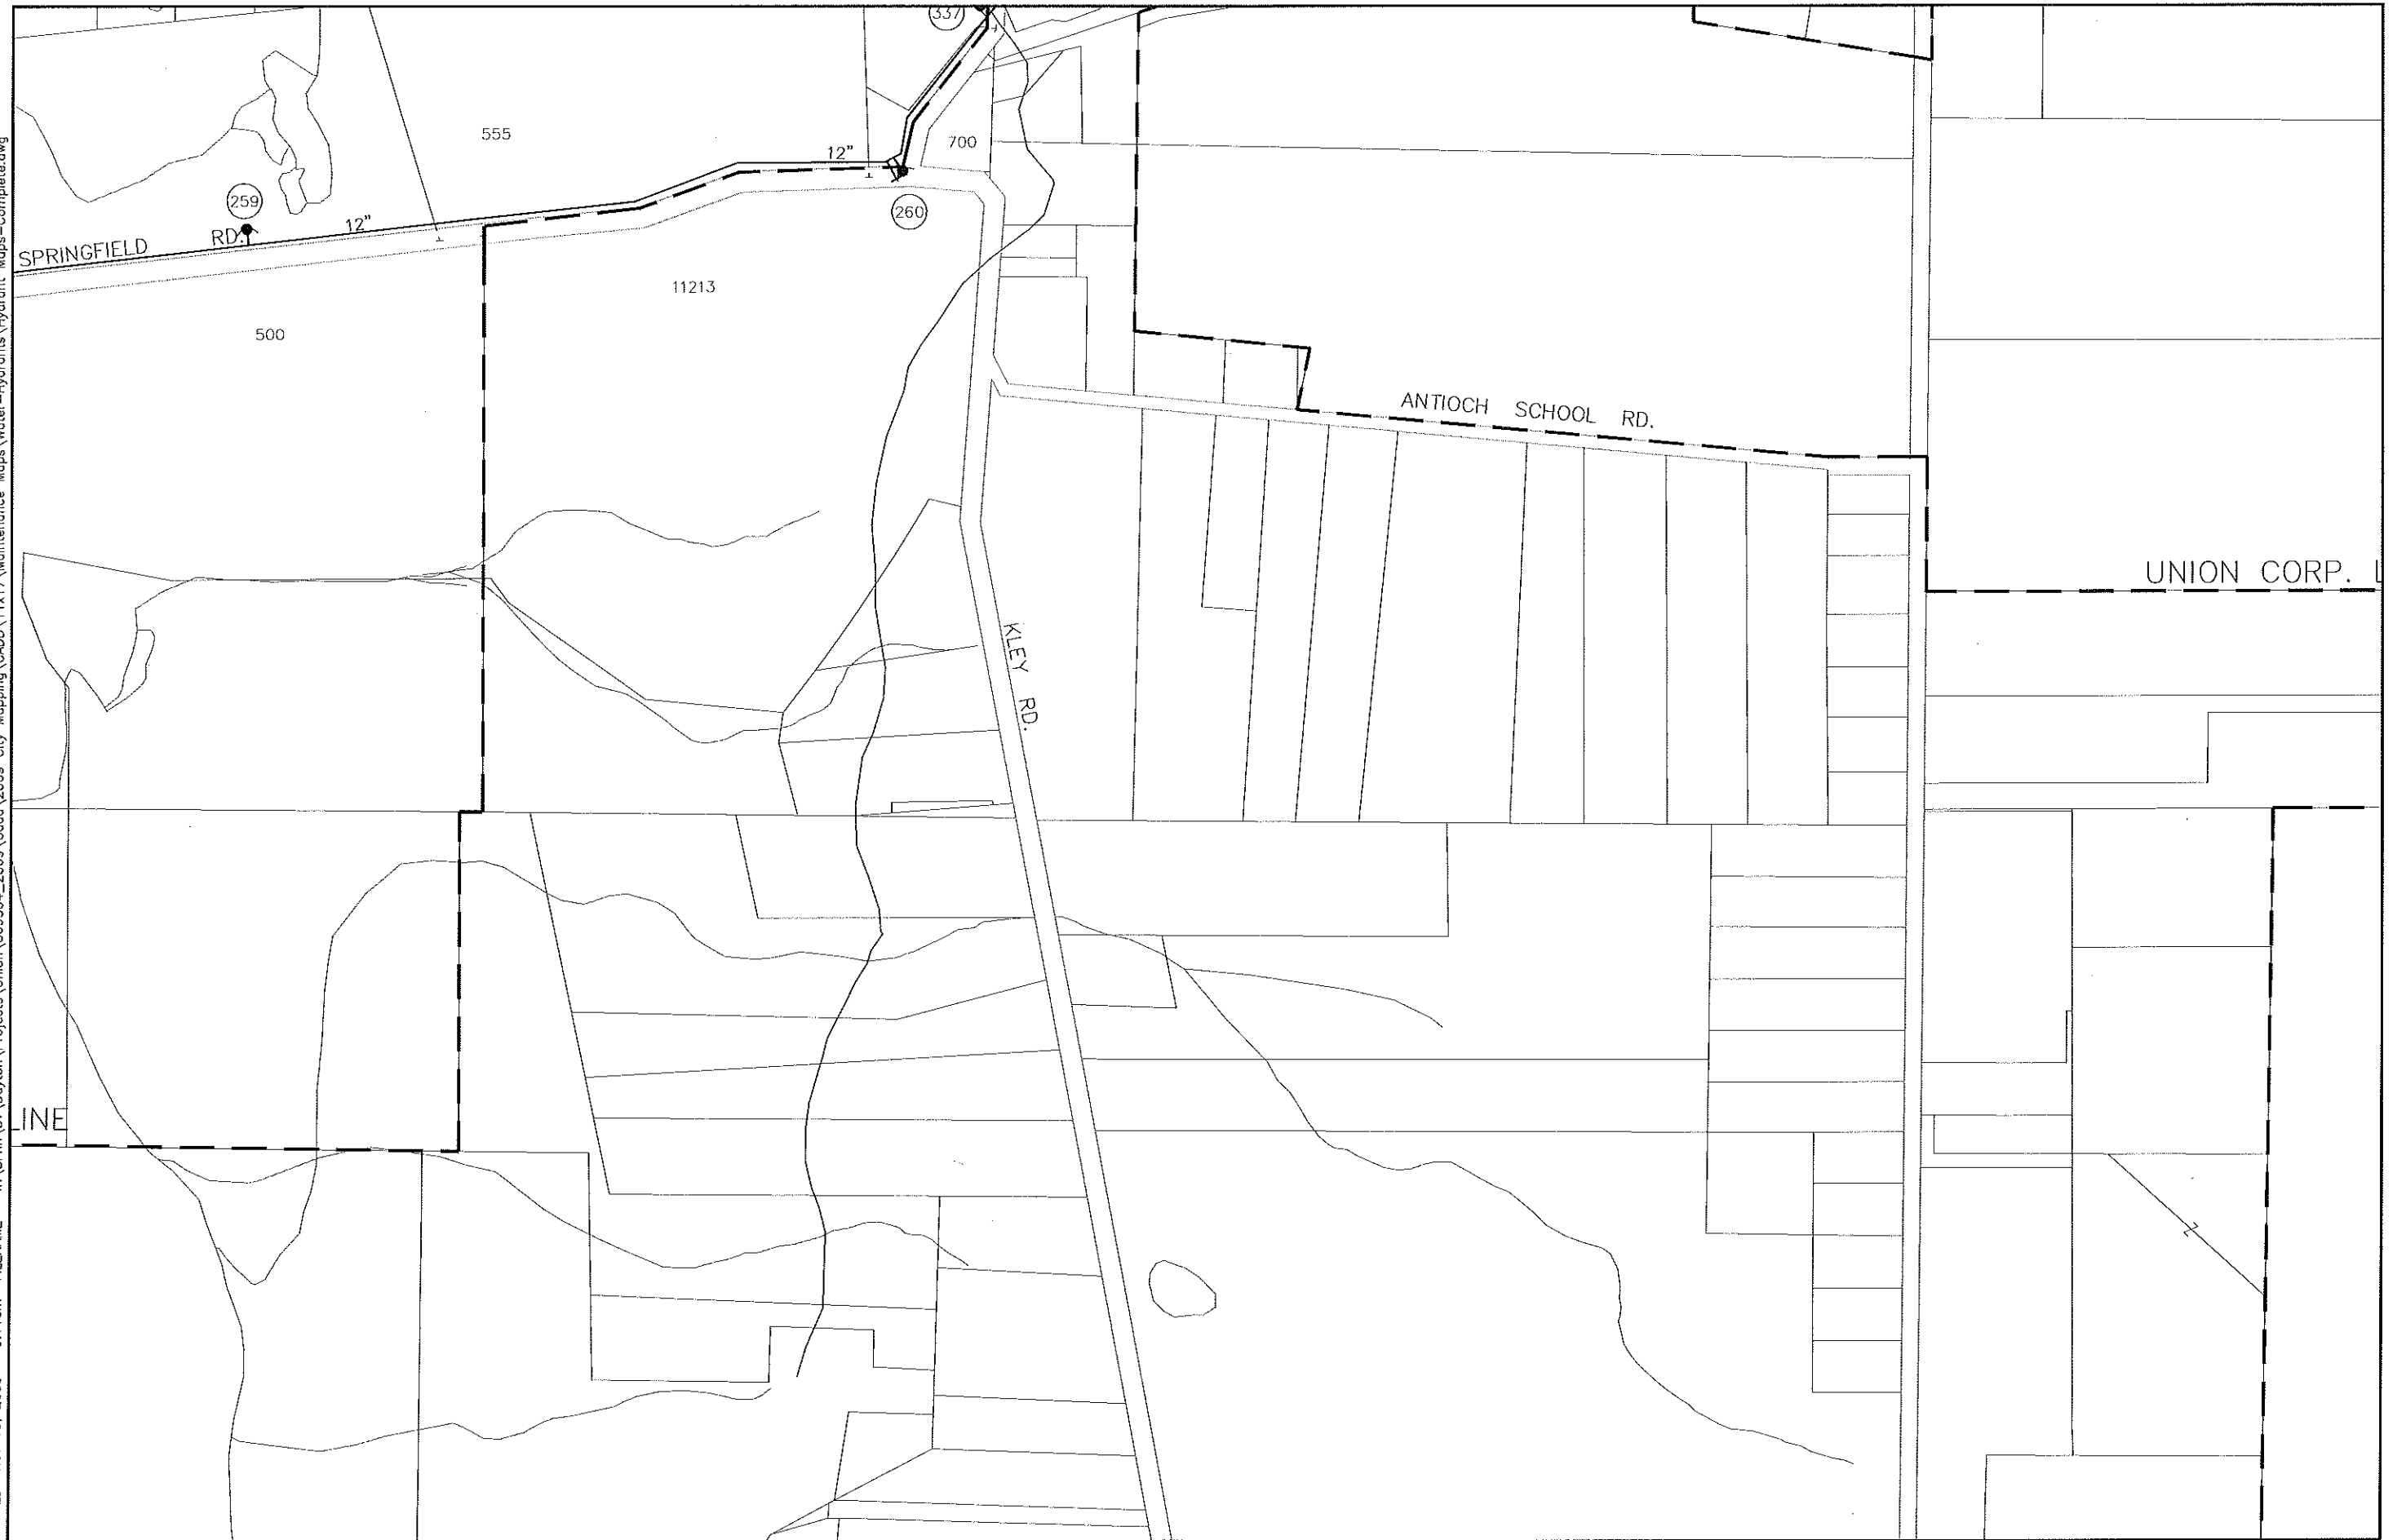 337
555
12"
700
259
260
12"
SPRINGFIELD RD.
11213
500
ANTIOCH SCHOOL RD.
UNION CORP. L
KLEY RD.
LINE